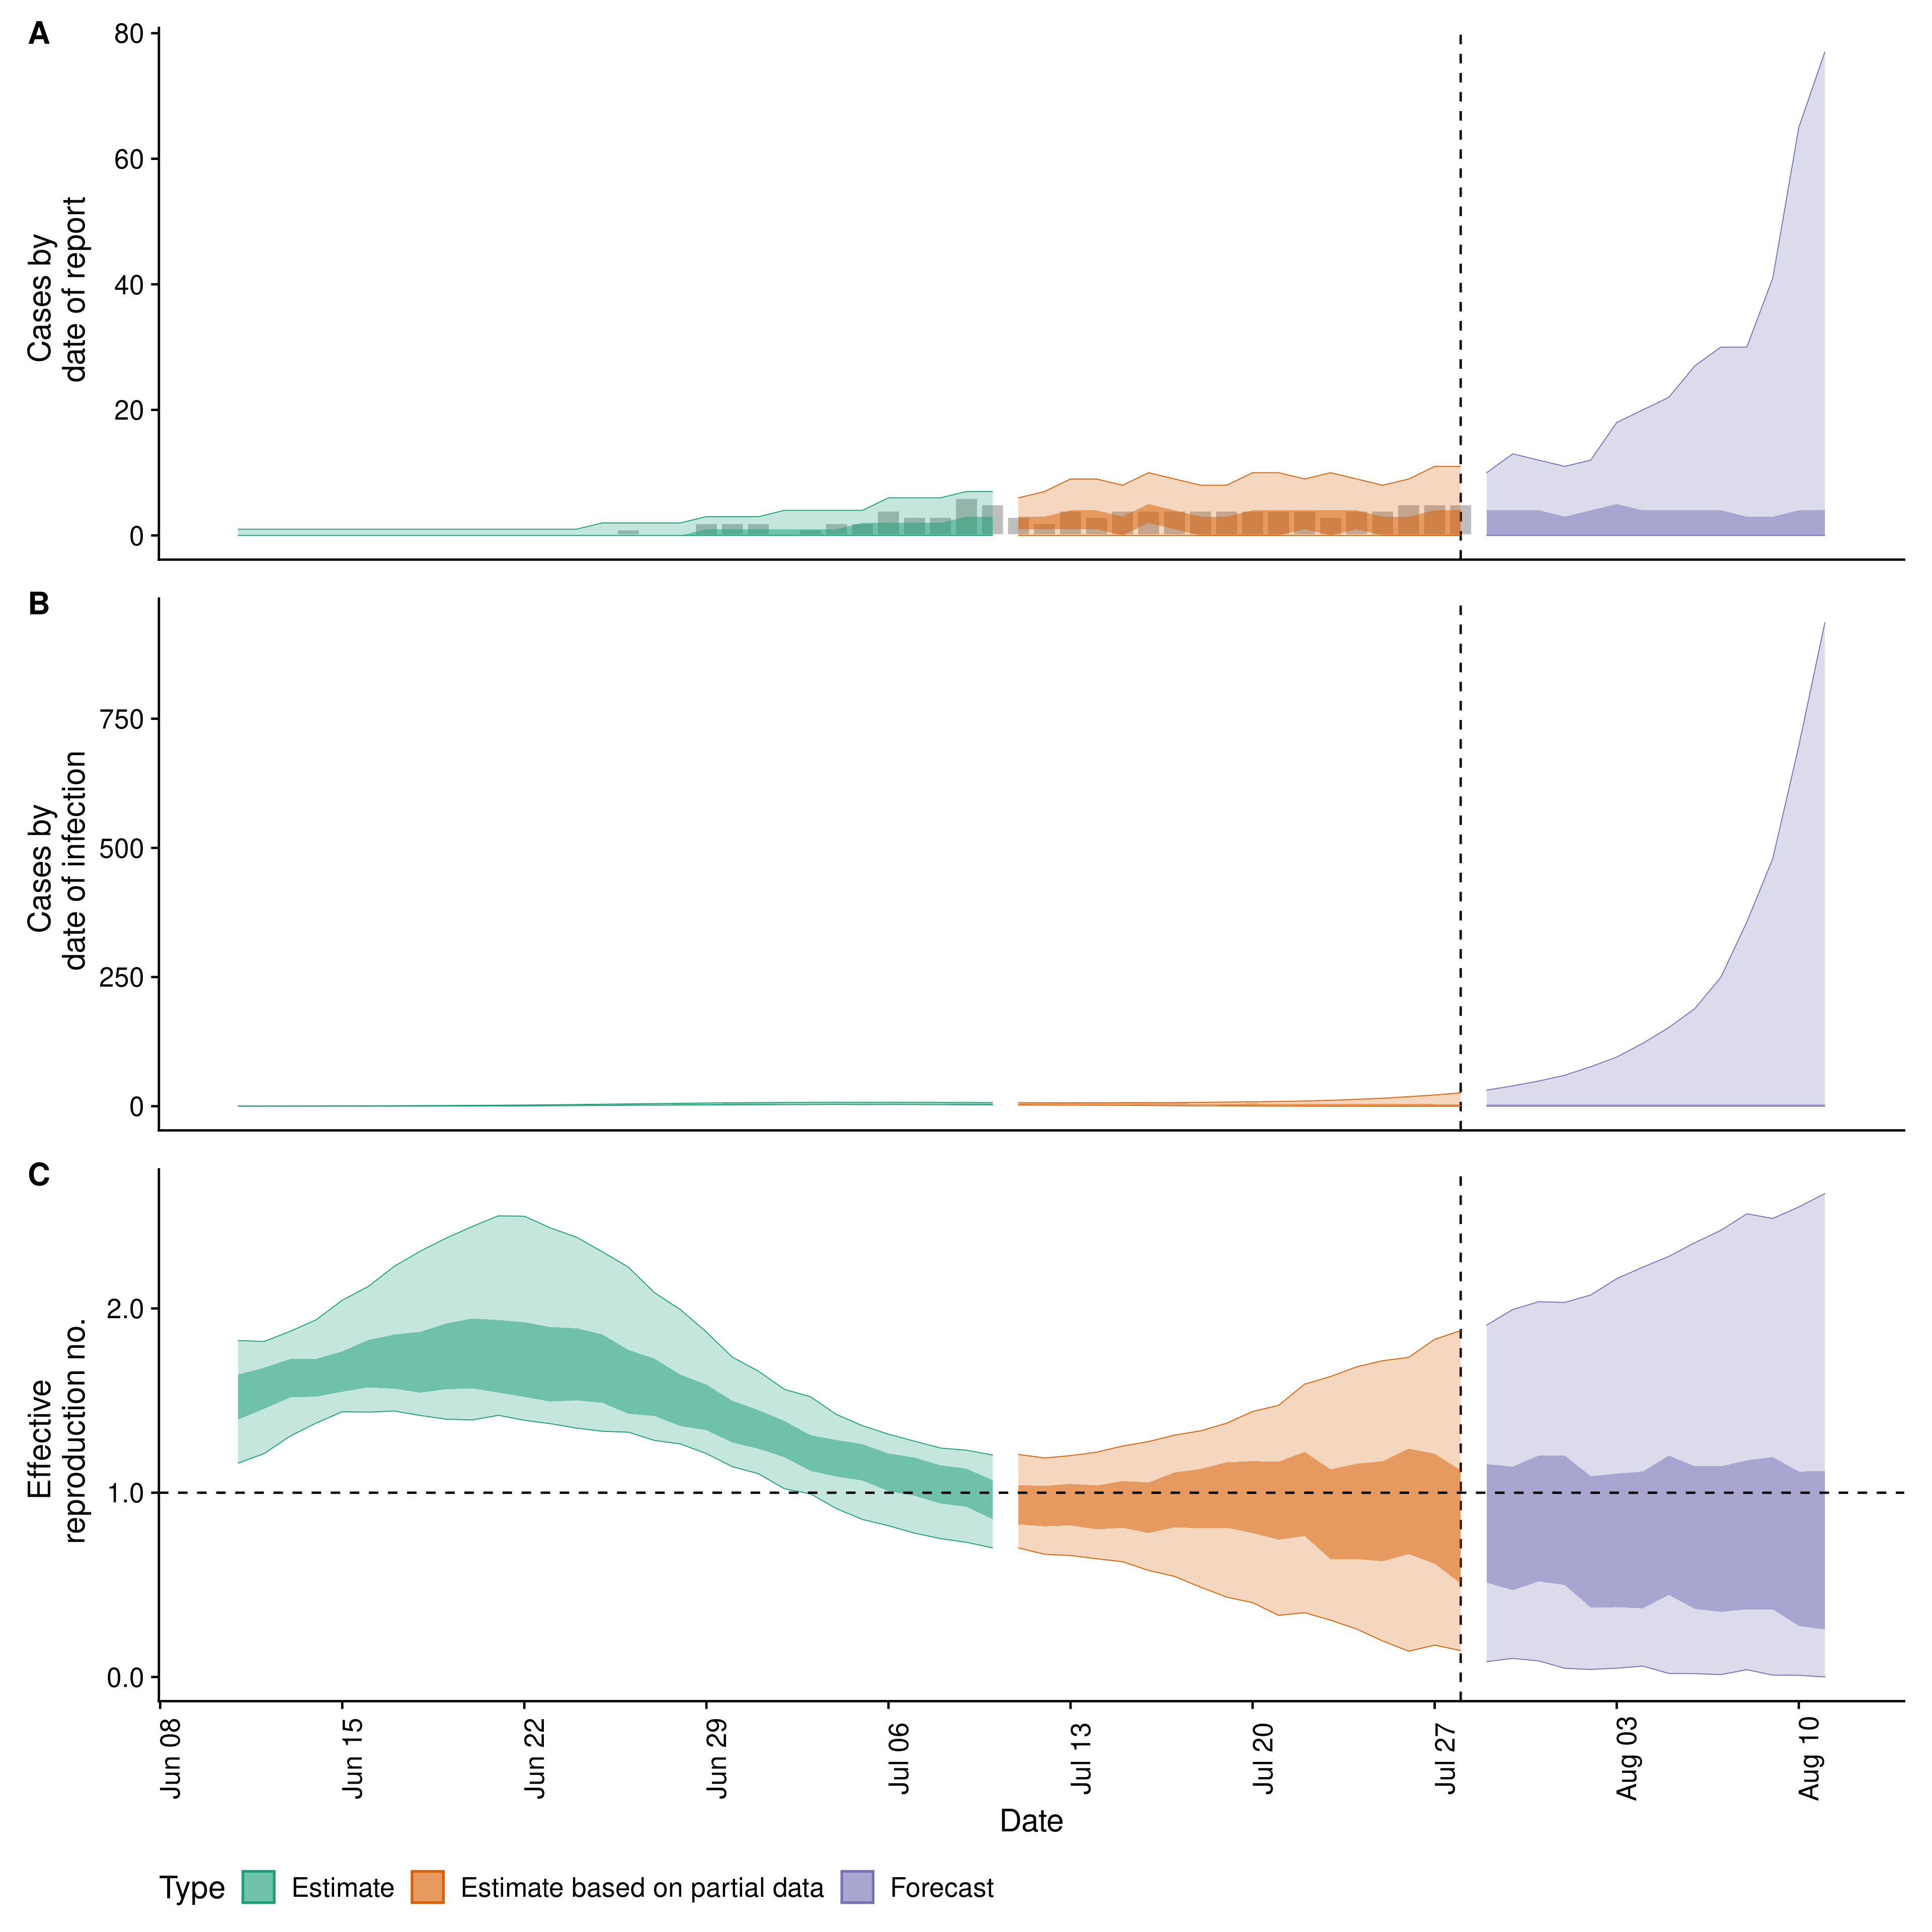 A
80
60
40
20
0
Cases by
date of report
B
750
500
250
0
Cases by
date of infection
C
2.0
1.0
0.0
Effective
reproduction no.
Jun 08
Jun 15
Jun 22
Jun 29
Jul 06
Jul 13
Jul 20
Jul 27
Aug 03
Aug 10
Date
Type Estimate Estimate based on partial data Forecast